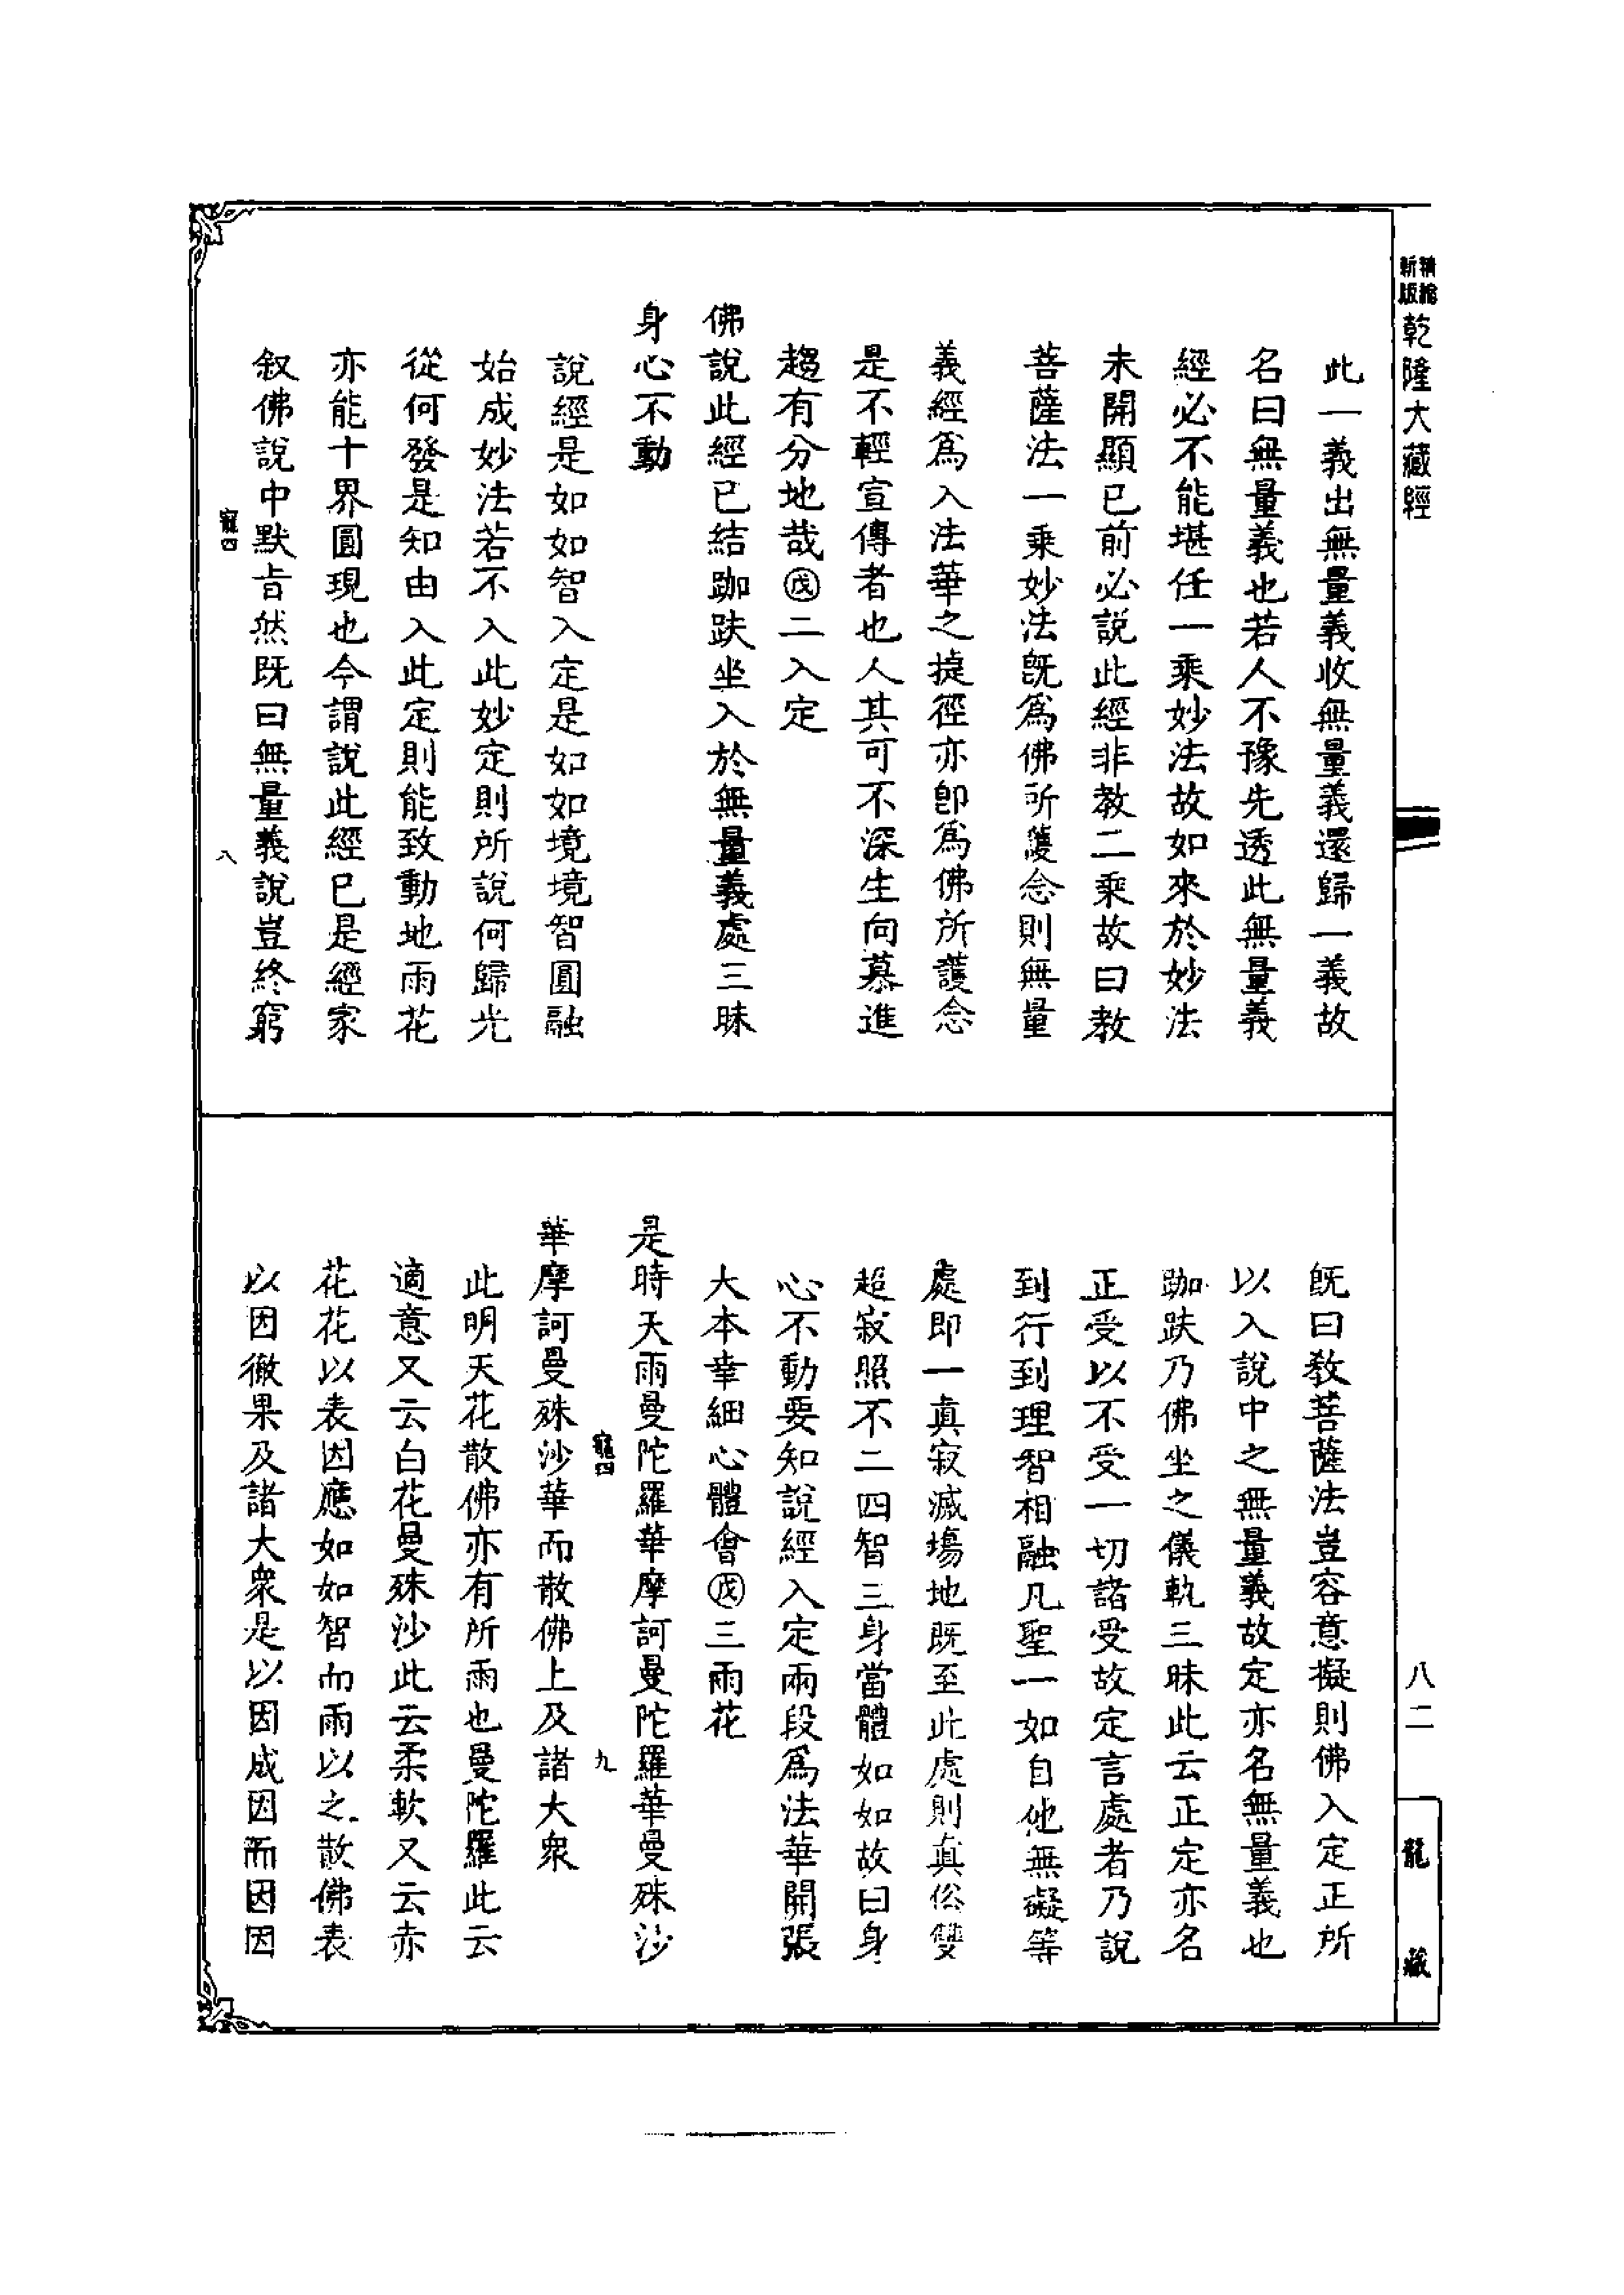 新版精縮乾隆大藏經
此一義出無量義收無量義還歸一義故
名曰無量義也若人不豫先透此無量義
經必不能堪任一乘妙法故如來於妙法
未開顯已前必說此經非教二乘故曰教
菩薩法一乘妙法旣爲佛所護念則無量
義經爲入法華之捷徑亦卽爲佛所護念
是不輕宣傳者也人其可不深生向慕進
趨有分地哉㊅二入定
佛說此經已結跏趺坐入於無量義處三昧
身心不動
說經是如如智入定是如如境境智圓融
始成妙法若不入此妙定則所說何歸光
從何發是知由入此定則能致動地雨花
亦能十界圓現也今謂說此經已是經家
叙佛說中默旨然旣曰無量義說豈終窮
寵四 八
旣曰教菩薩法豈容意擬則佛入定正所
以入說中之無量義故定亦名無量義也
跏趺乃佛坐之儀軌三昧此云正定亦名
正受以不受一切諸受故定言處者乃說
到行到理智相融凡聖一如自他無礙等
處即一真寂滅塲地旣至此處則真俗雙
超寂照不二四智三身當體如如故曰身
心不動要知說經入定兩段爲法華開張
大本幸細心體會㊅三雨花
是時天雨曼陀羅華摩訶曼陀羅華曼殊沙
寵四 九
華摩訶曼殊沙華而散佛上及諸大衆
此明天花散佛亦有所雨也曼陀羅此云
適意又云白花曼殊沙此云柔軟又云赤
花花以表因應如如智而雨以之散佛表
以因徹果及諸大衆是以因成因而因因
八二
龍藏